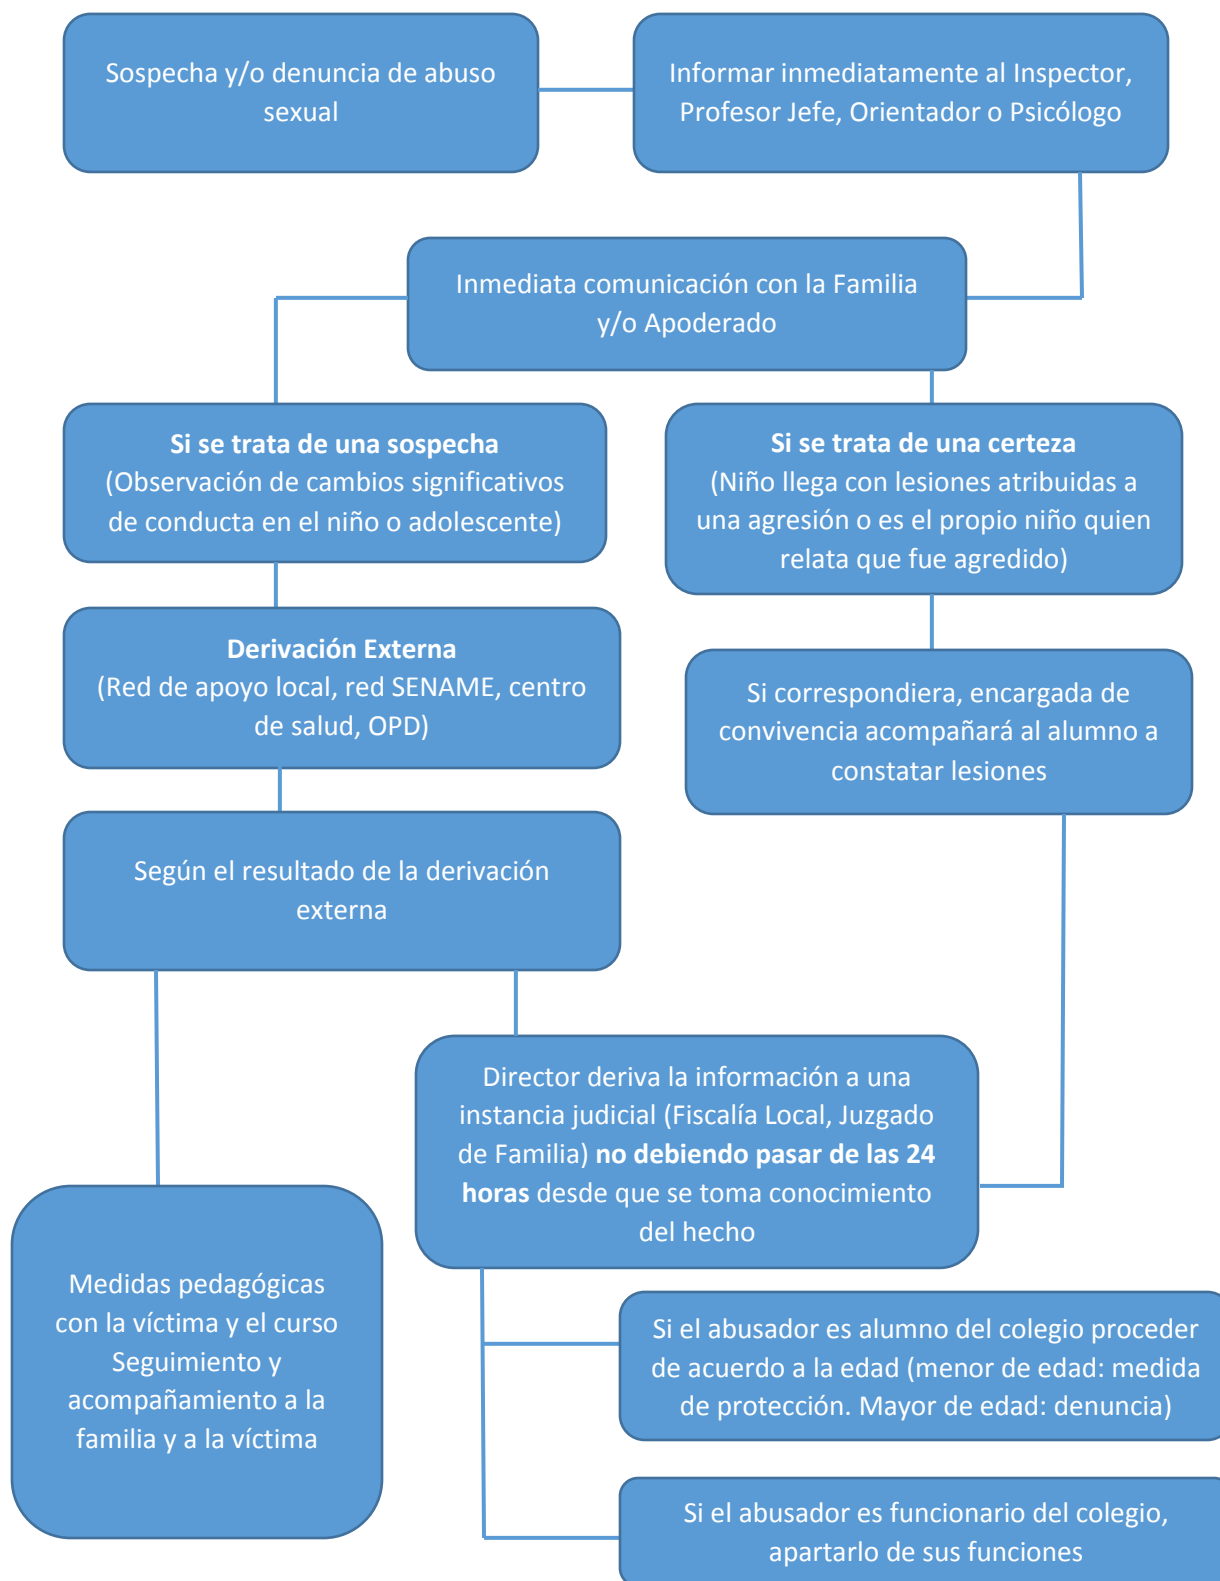 Sospecha y/o denuncia de abuso
sexual
Informar inmediatamente al Inspector,
Profesor Jefe, Orientador o Psicólogo
Inmediata comunicación con la Familia
y/o Apoderado
Si se trata de una sospecha
(Observación de cambios significativos
de conducta en el niño o adolescente)
Si se trata de una certeza
(Niño llega con lesiones atribuidas a
una agresión o es el propio niño quien
relata que fue agredido)
Derivación Externa
(Red de apoyo local, red SENAME, centro
de salud, OPD)
Si correspondiera, encargada de
convivencia acompañará al alumno a
constatar lesiones
Según el resultado de la derivación
externa
Director deriva la información a una
instancia judicial (Fiscalía Local, Juzgado
de Familia) no debiendo pasar de las 24
horas desde que se toma conocimiento
del hecho
Medidas pedagógicas
con la víctima y el curso
Seguimiento y
acompañamiento a la
familia y a la víctima
Si el abusador es alumno del colegio proceder
de acuerdo a la edad (menor de edad: medida
de protección. Mayor de edad: denuncia)
Si el abusador es funcionario del colegio,
apartarlo de sus funciones